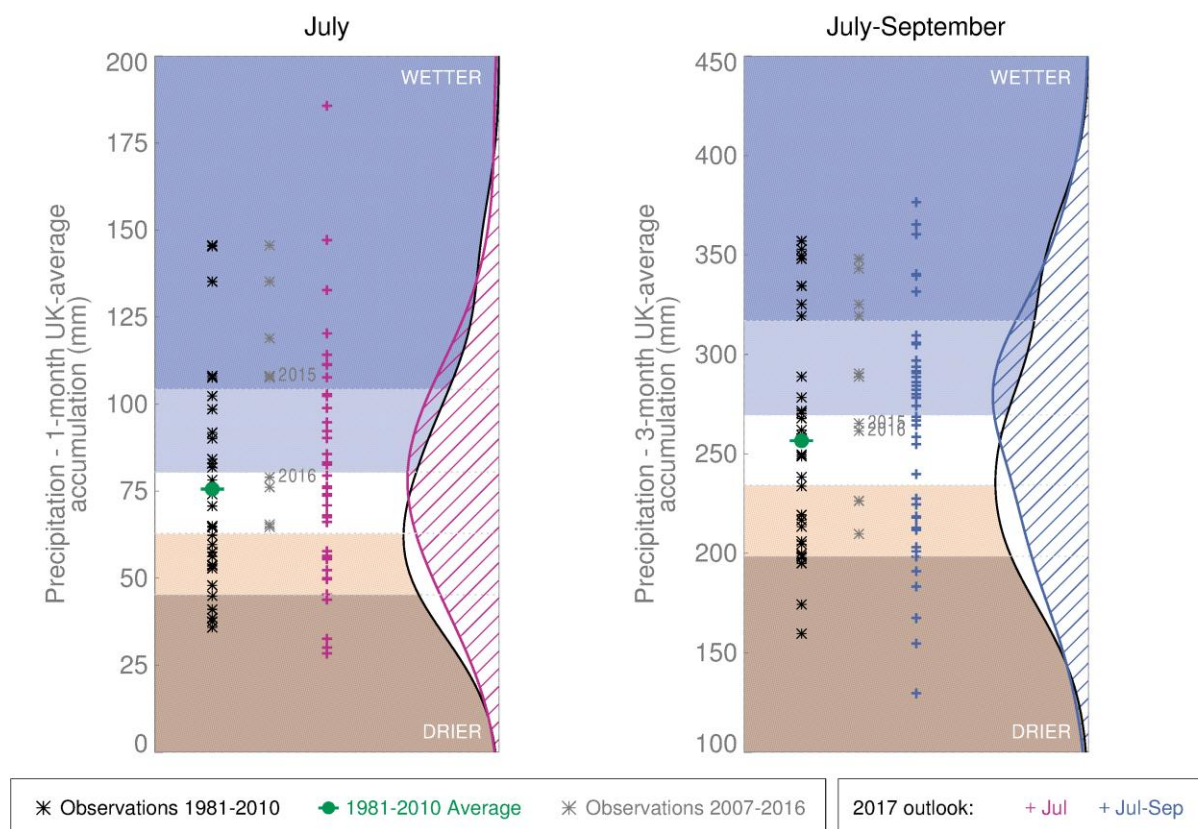 July
July-September
Precipitation - 1-month UK-average
accumulation (mm)
200
175
150
125
100
75
50
25
0
WETTER
2015
2016
DRIER
Precipitation - 3-month UK-average
accumulation (mm)
450
400
350
300
250
200
150
100
WETTER
2015
2016
DRIER
Observations 1981-2010
1981-2010 Average
Observations 2007-2016
2017 outlook:
+ Jul
+ Jul-Sep